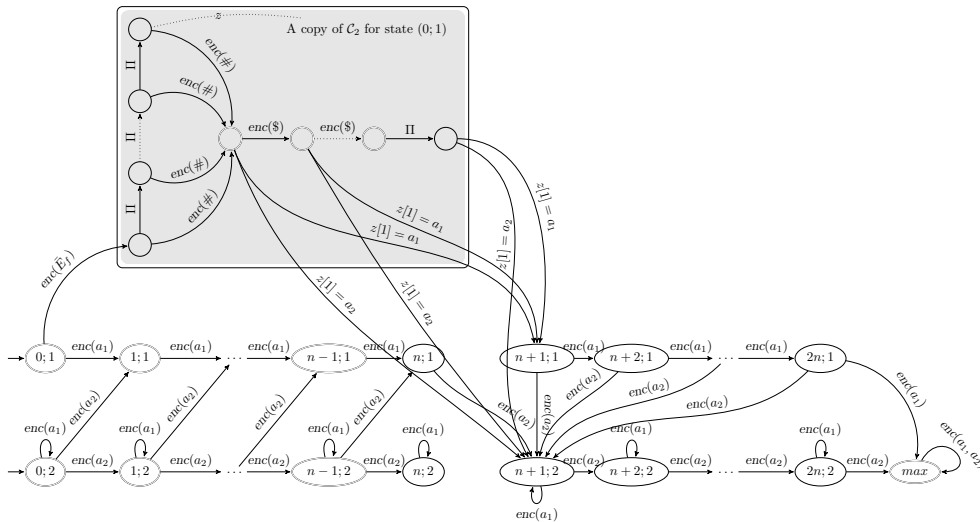 z
A copy of C₂ for state (0; 1)
enc(#)
Π
enc(#)
enc($)
enc($)
Π
Π
enc(#)
z[1] = a₁
z[1] = a₁
enc(#)
z[1] = a₁
z[1] = a₂
Π
z[1] = a₂
z[1] = a₂
enc(Ēf)
enc(a₁)
enc(a₁)
enc(a₁)
enc(a₁)
enc(a₁)
enc(a₁)
enc(a₁)
0; 1
1; 1
...
n−1; 1
n; 1
n+1; 1
n+2; 1
...
2n; 1
enc(a₁)
enc(a₂)
enc(a₂)
enc(a₂)
enc(a₂)
enc(a₂)
enc(a₂)
enc(a₂)
enc(a₂)
enc(a₂)
enc(a₁)
enc(a₁)
enc(a₁)
enc(a₁)
enc(a₁)
enc(a₁)
enc(a₁, a₂)
enc(a₂)
enc(a₂)
enc(a₂)
enc(a₂)
enc(a₂)
enc(a₂)
enc(a₂)
enc(a₂)
0; 2
1; 2
...
n−1; 2
n; 2
n+1; 2
n+2; 2
...
2n; 2
max
enc(a₁)